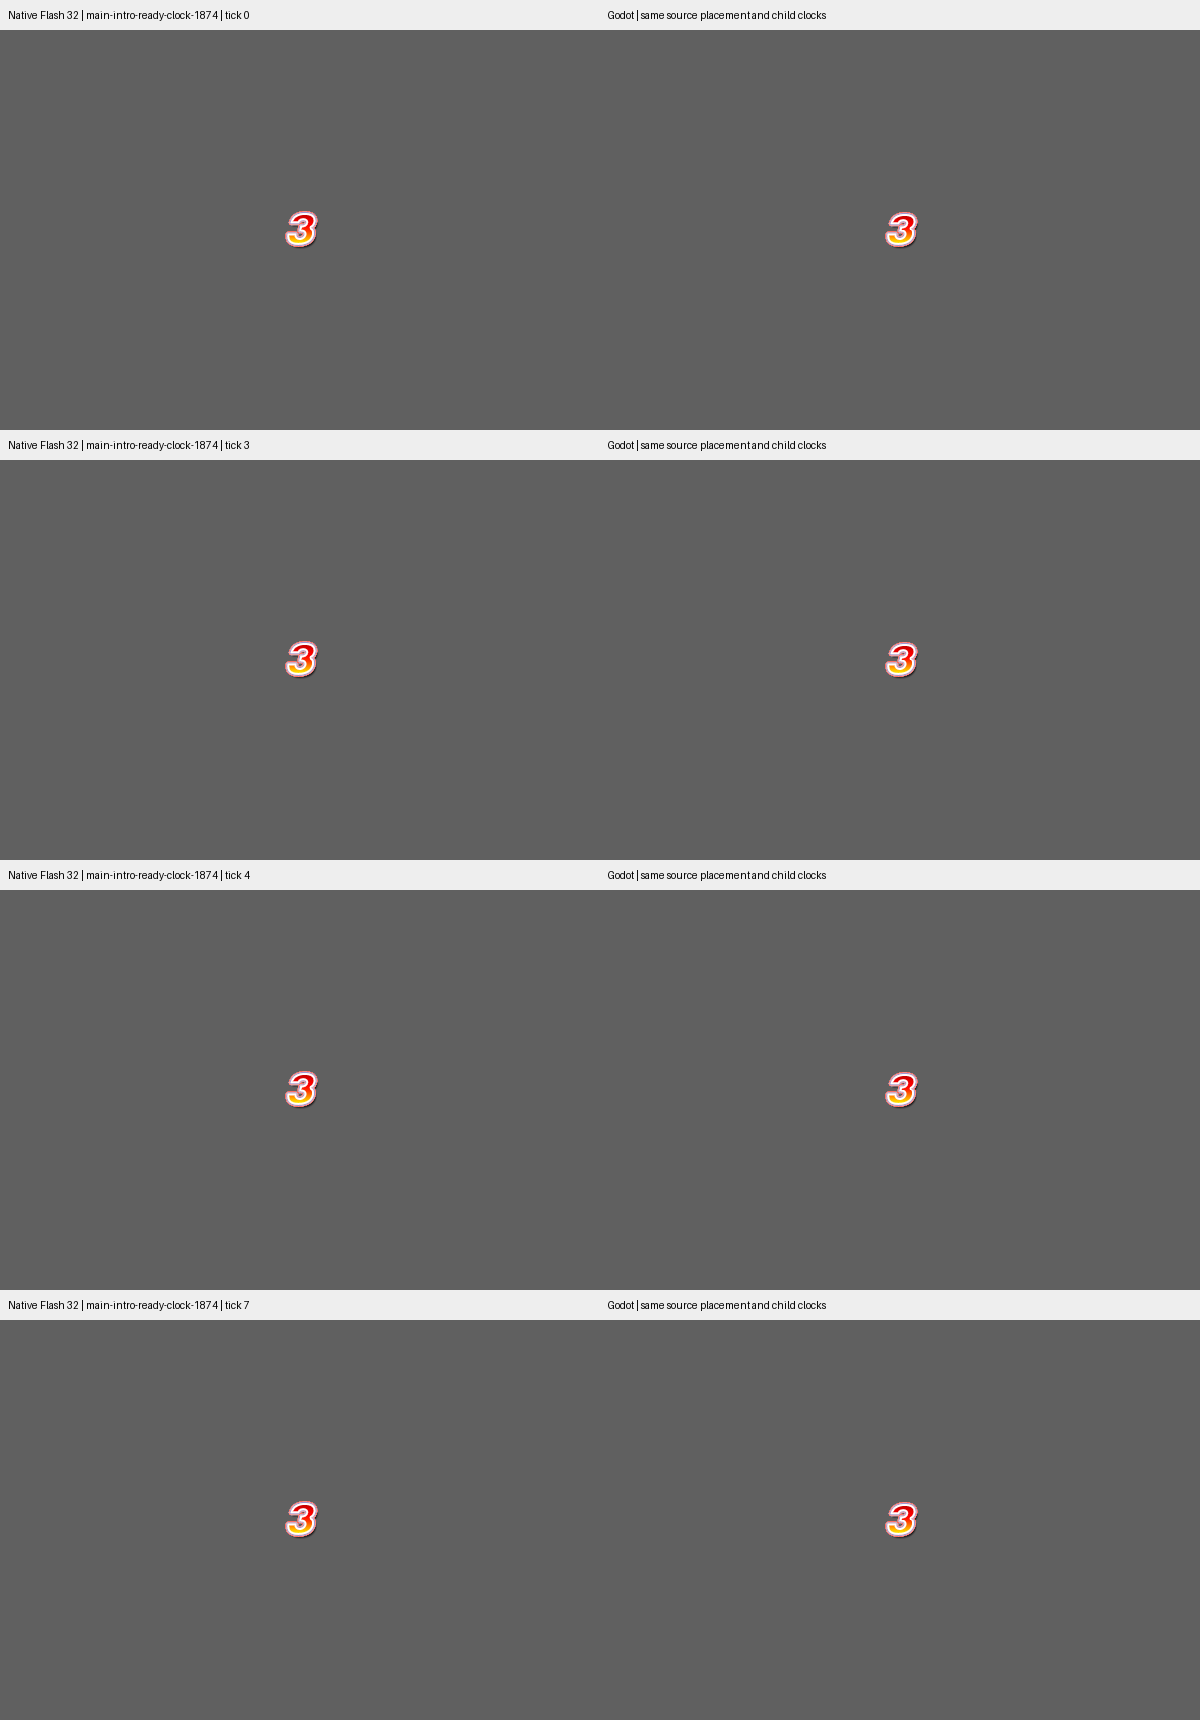 Native Flash 32 | main-intro-ready-clock-1874 | tick 0
Godot | same source placement and child clocks
3
3
Native Flash 32 | main-intro-ready-clock-1874 | tick 3
Godot | same source placement and child clocks
3
3
Native Flash 32 | main-intro-ready-clock-1874 | tick 4
Godot | same source placement and child clocks
3
3
Native Flash 32 | main-intro-ready-clock-1874 | tick 7
Godot | same source placement and child clocks
3
3